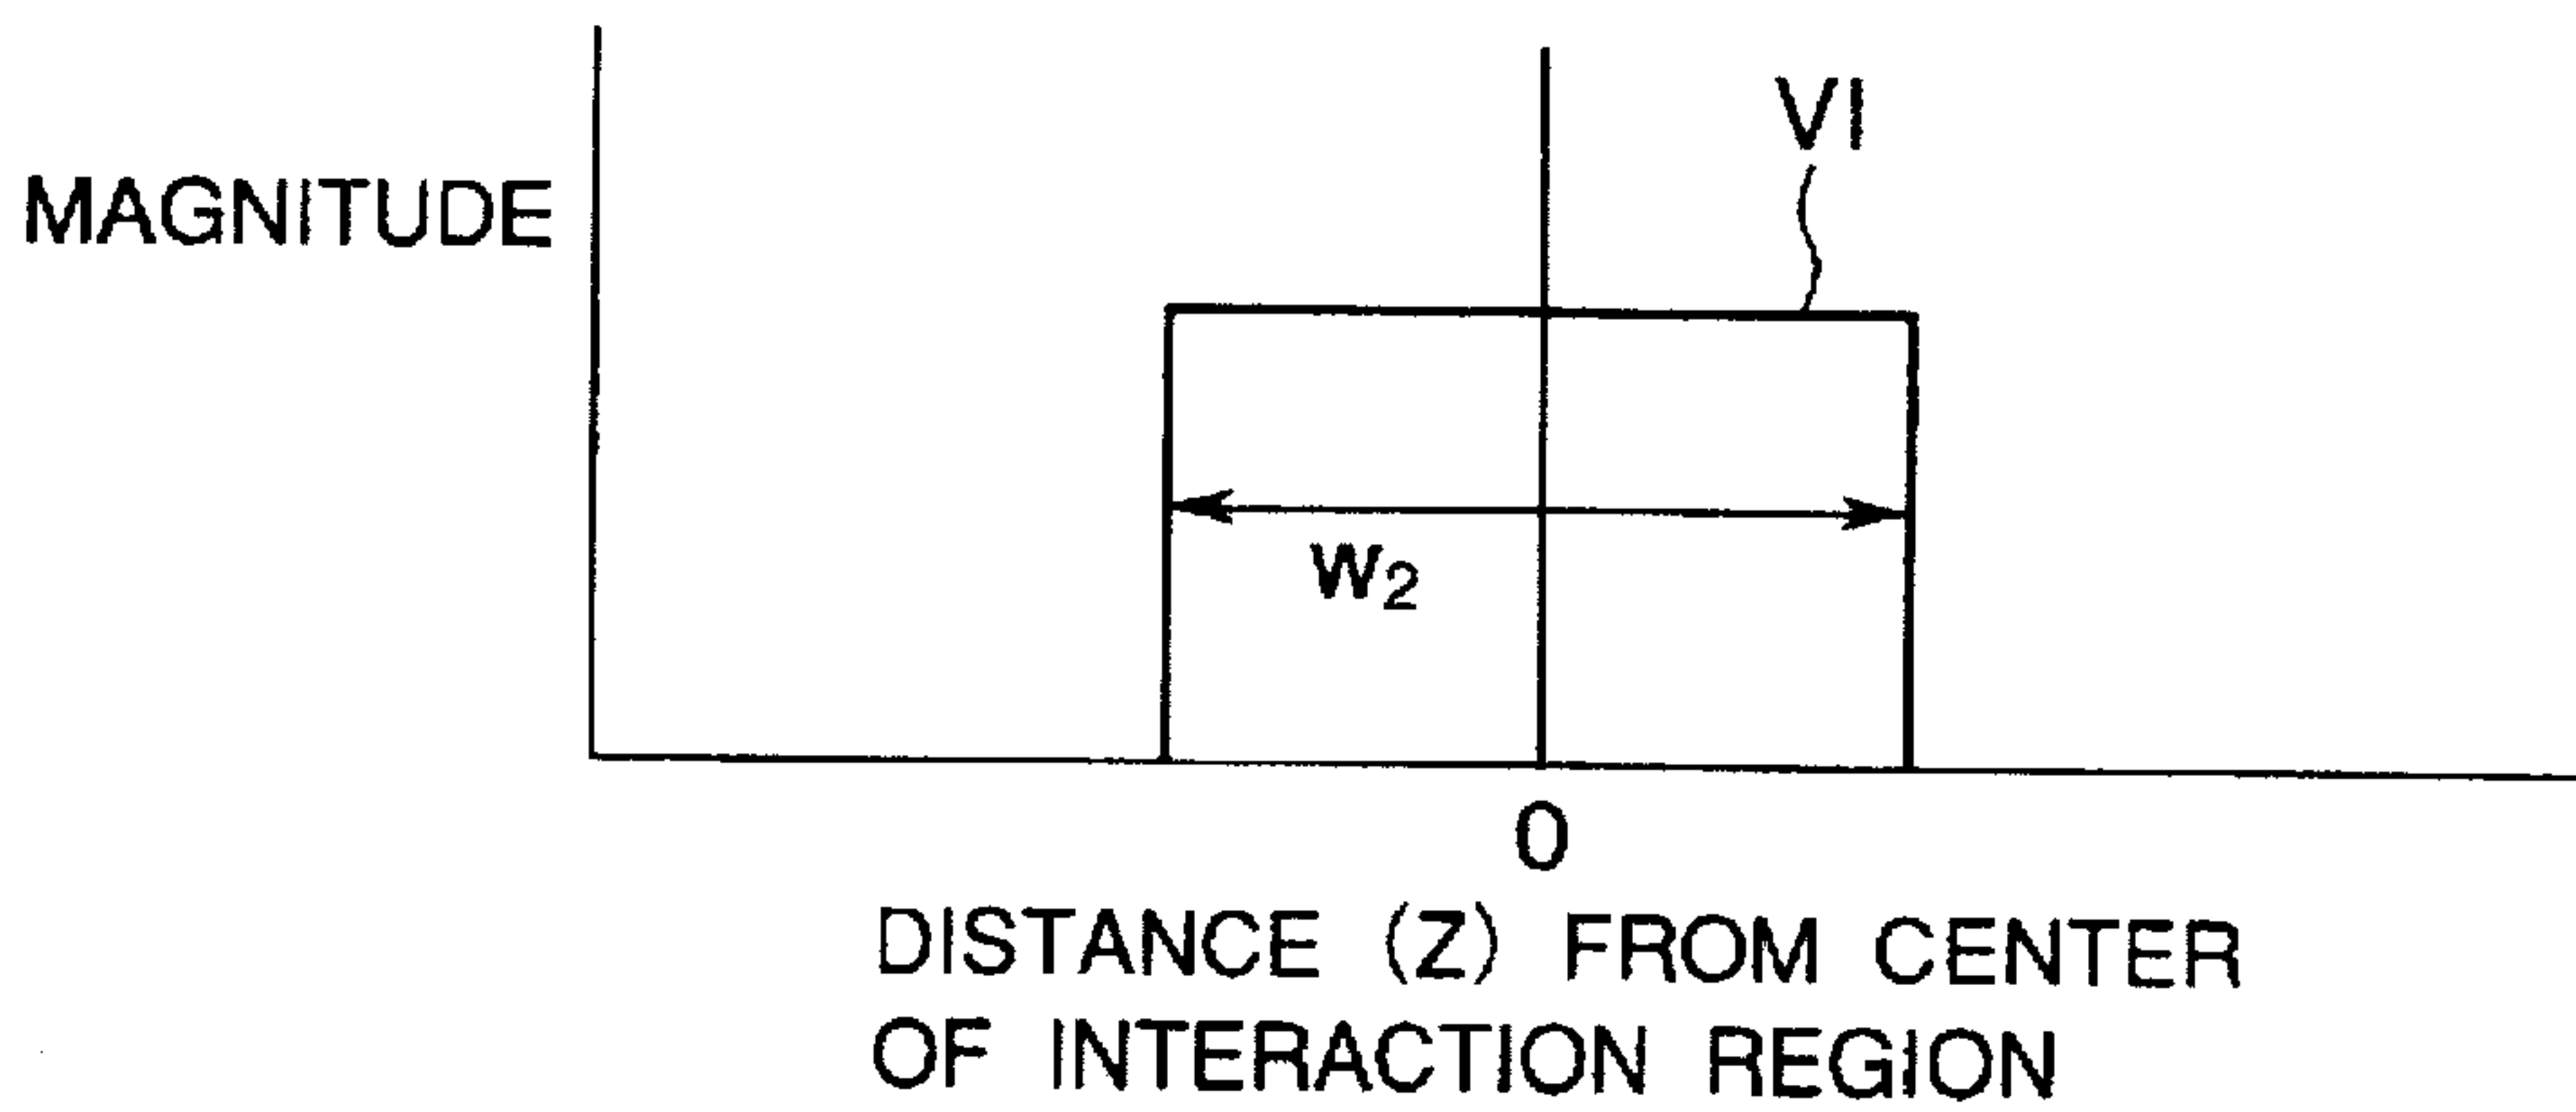 VI
MAGNITUDE
W2
0
DISTANCE (Z) FROM CENTER
OF INTERACTION REGION